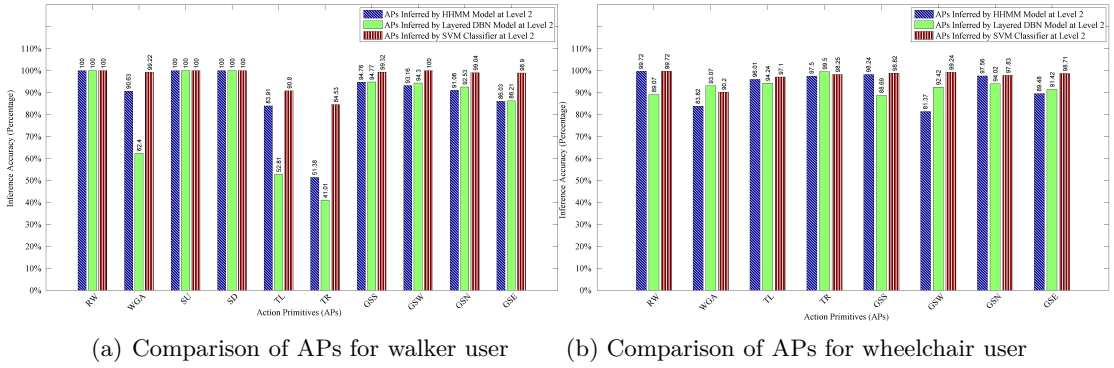 APs Inferred by HHMM Model at Level 2
APs Inferred by Layered DBN Model at Level 2
APs Inferred by SVM Classifier at Level 2
Inference Accuracy (Percentage)
110%
100%
90%
80%
70%
60%
50%
40%
30%
20%
10%
0%
100 100 100
90.63 62.4 99.22
100 100 100
100 100 100
83.91 52.81 90.8
51.38 41.01 84.53
94.76 94.77 99.32
93.16 94.3 100
91.06 92.53 99.04
86.03 86.21 98.9
RW WGA SU SD TL TR GSS GSW GSN GSE
Action Primitives (APs)
(a) Comparison of APs for walker user
APs Inferred by HHMM Model at Level 2
APs Inferred by Layered DBN Model at Level 2
APs Inferred by SVM Classifier at Level 2
Inference Accuracy (Percentage)
110%
100%
90%
80%
70%
60%
50%
40%
30%
20%
10%
0%
99.72 89.07 99.72
83.82 93.07 90.2
96.01 94.24 97.1
97.5 99.5 98.25
98.24 88.69 98.82
81.37 92.42 99.24
97.56 94.02 97.83
89.48 91.42 98.71
RW WGA TL TR GSS GSW GSN GSE
Action Primitives (APs)
(b) Comparison of APs for wheelchair user